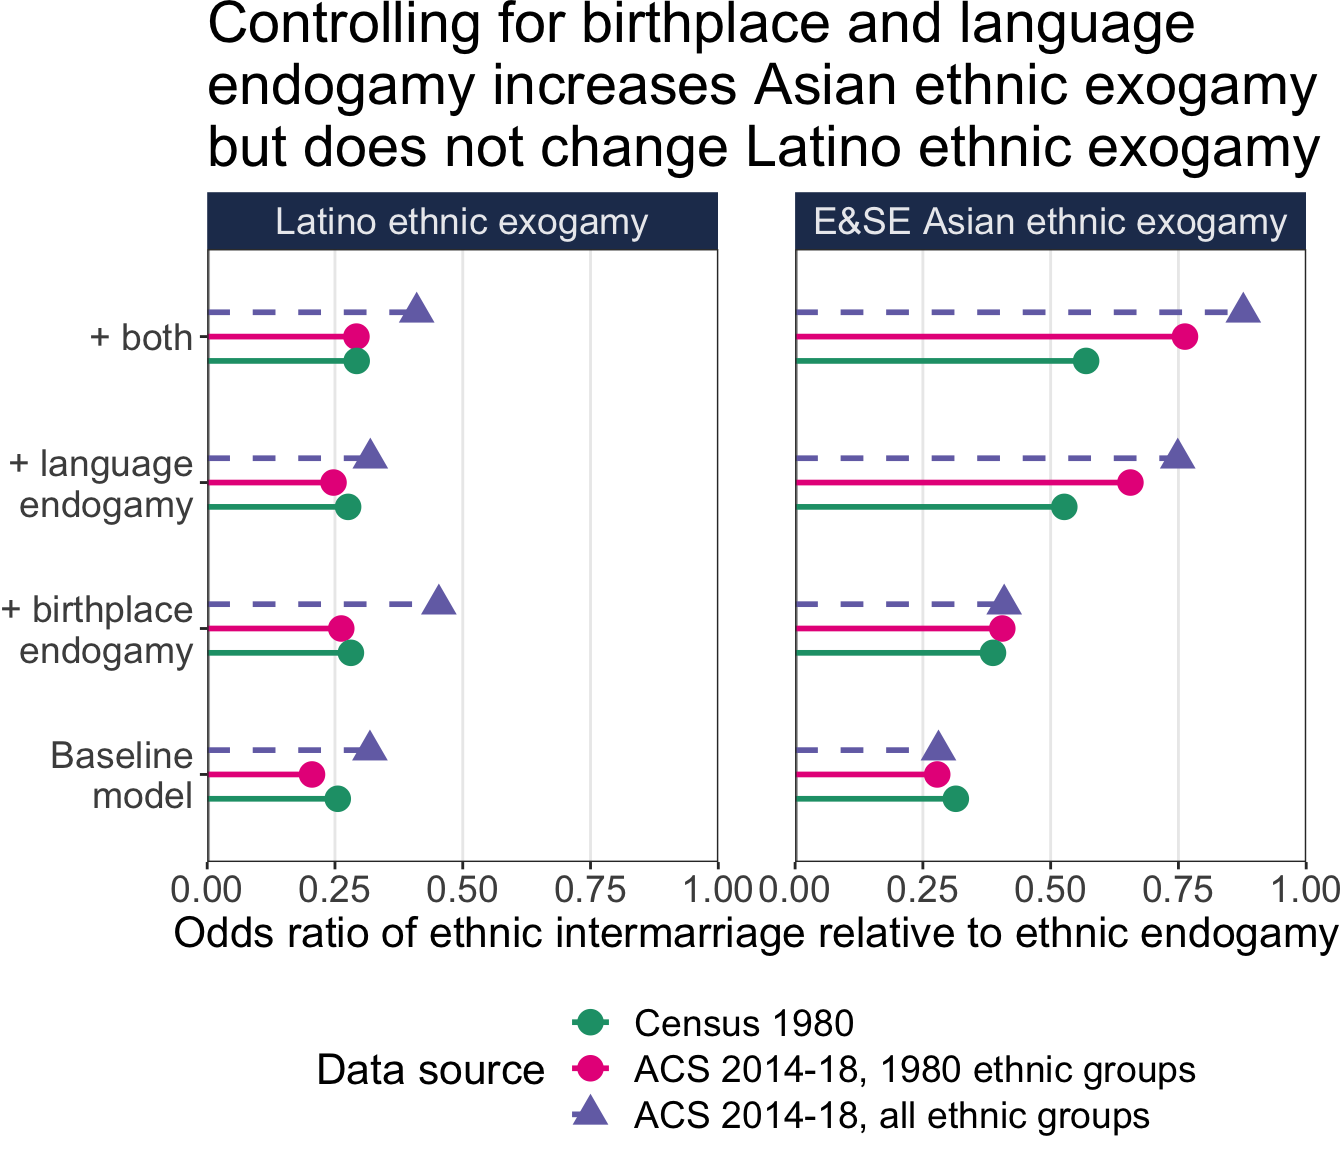 Controlling for birthplace and language
endogamy increases Asian ethnic exogamy
but does not change Latino ethnic exogamy
Latino ethnic exogamy
E&SE Asian ethnic exogamy
+ both
+ language
endogamy
+ birthplace
endogamy
Baseline
model
0.00 0.25 0.50 0.75 1.00
0.00 0.25 0.50 0.75 1.00
Odds ratio of ethnic intermarriage relative to ethnic endogamy
Data source
Census 1980
ACS 2014-18, 1980 ethnic groups
ACS 2014-18, all ethnic groups